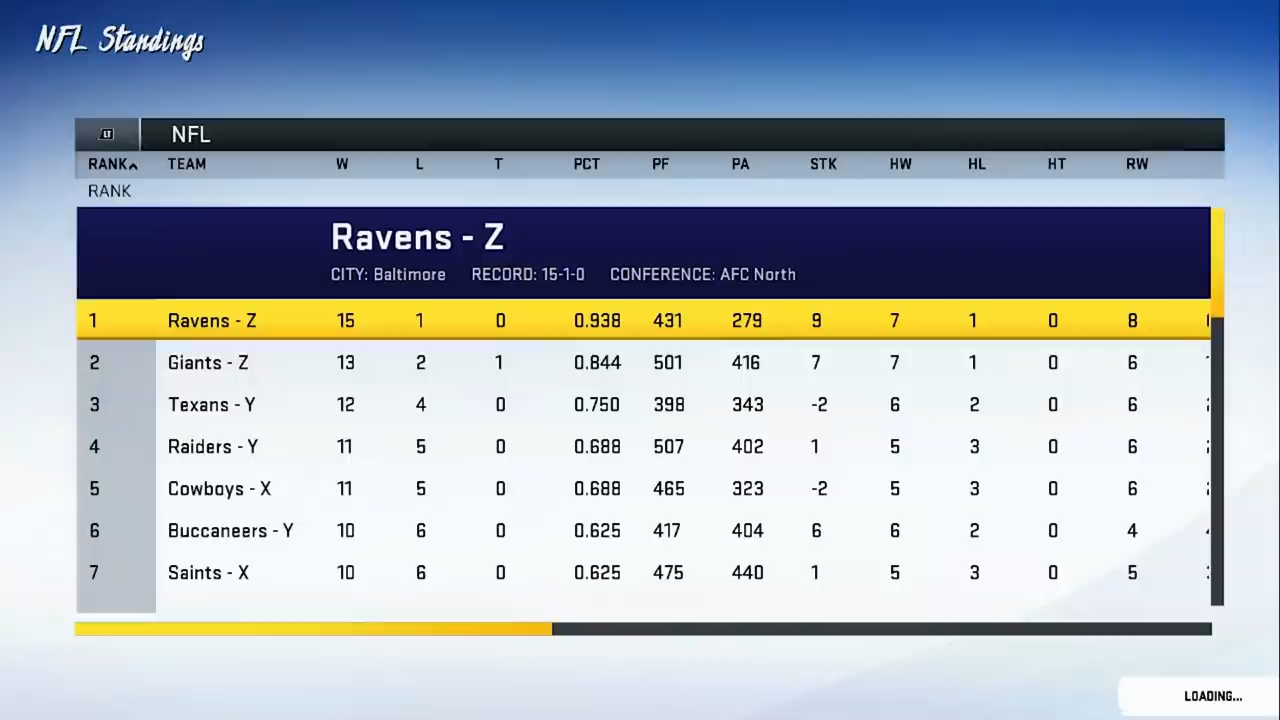 NFL Standings
LT NFL
RANK TEAM W L T PCT PF PA STK HW HL HT RW
RANK
Ravens - Z
CITY: Baltimore RECORD: 15-1-0 CONFERENCE: AFC North
1 Ravens - Z 15 1 0 0.938 431 279 9 7 1 0 8
2 Giants - Z 13 2 1 0.844 501 416 7 7 1 0 6
3 Texans - Y 12 4 0 0.750 398 343 -2 6 2 0 6
4 Raiders - Y 11 5 0 0.688 507 402 1 5 3 0 6
5 Cowboys - X 11 5 0 0.688 465 323 -2 5 3 0 6
6 Buccaneers - Y 10 6 0 0.625 417 404 6 6 2 0 4
7 Saints - X 10 6 0 0.625 475 440 1 5 3 0 5
LOADING...